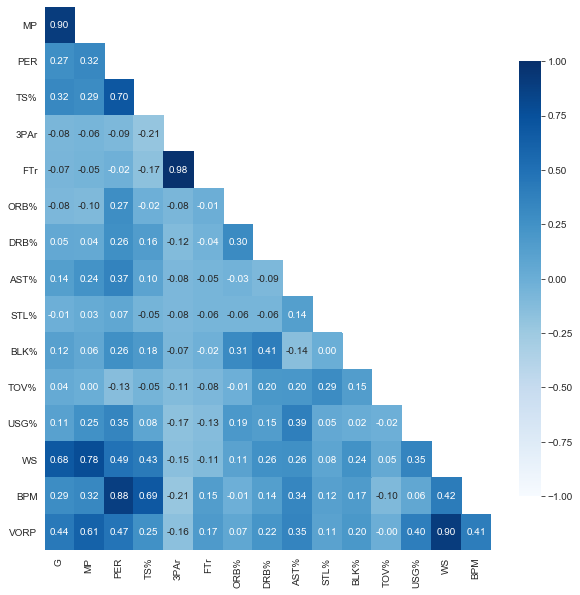 MP 0.90
PER 0.27 0.32
TS% 0.32 0.29 0.70
3PAr -0.08 -0.06 -0.09 -0.21
FTr -0.07 -0.05 -0.02 -0.17 0.98
ORB% -0.08 -0.10 0.27 -0.02 -0.08 -0.01
DRB% 0.05 0.04 0.26 0.16 -0.12 -0.04 0.30
AST% 0.14 0.24 0.37 0.10 -0.08 -0.05 -0.03 -0.09
STL% -0.01 0.03 0.07 -0.05 -0.08 -0.06 -0.06 -0.06 0.14
BLK% 0.12 0.06 0.26 0.18 -0.07 -0.02 0.31 0.41 -0.14 0.00
TOV% 0.04 0.00 -0.13 -0.05 -0.11 -0.08 -0.01 0.20 0.20 0.29 0.15
USG% 0.11 0.25 0.35 0.08 -0.17 -0.13 0.19 0.15 0.39 0.05 0.02 -0.02
WS 0.68 0.78 0.49 0.43 -0.15 -0.11 0.11 0.26 0.26 0.08 0.24 0.05 0.35
BPM 0.29 0.32 0.88 0.69 -0.21 0.15 -0.01 0.14 0.34 0.12 0.17 -0.10 0.06 0.42
VORP 0.44 0.61 0.47 0.25 -0.16 0.17 0.07 0.22 0.35 0.11 0.20 -0.00 0.40 0.90 0.41
G MP PER TS% 3PAr FTr ORB% DRB% AST% STL% BLK% TOV% USG% WS BPM
1.00
0.75
0.50
0.25
0.00
-0.25
-0.50
-0.75
-1.00